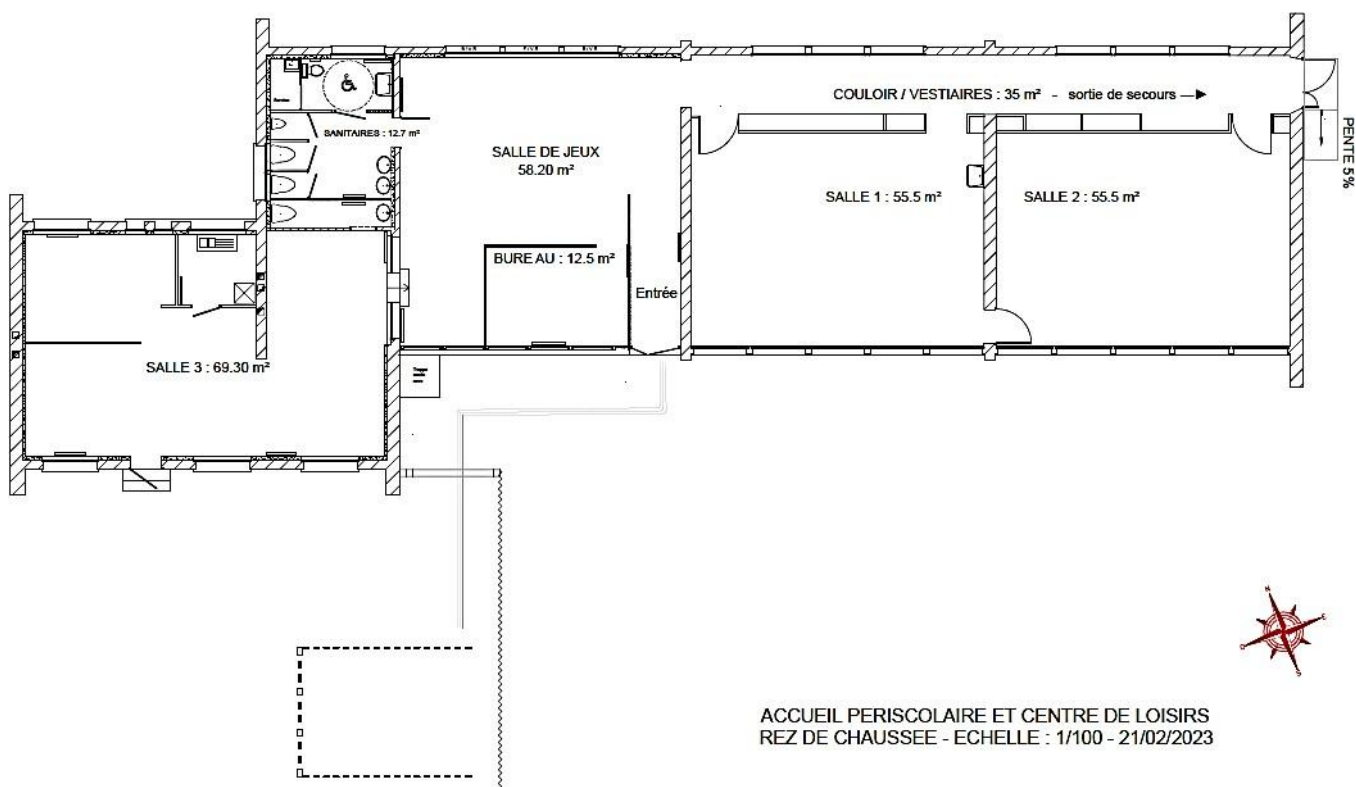 COULOIR / VESTIAIRES : 35 m² - sortie de secours
PENTE 5%
SANITAIRES : 12.7 m²
SALLE DE JEUX
58.20 m²
SALLE 1 : 55.5 m²
SALLE 2 : 55.5 m²
BUREAU : 12.5 m²
Entrée
SALLE 3 : 69.30 m²
N
E
S
O
ACCUEIL PERISCOLAIRE ET CENTRE DE LOISIRS
REZ DE CHAUSSEE - ECHELLE : 1/100 - 21/02/2023